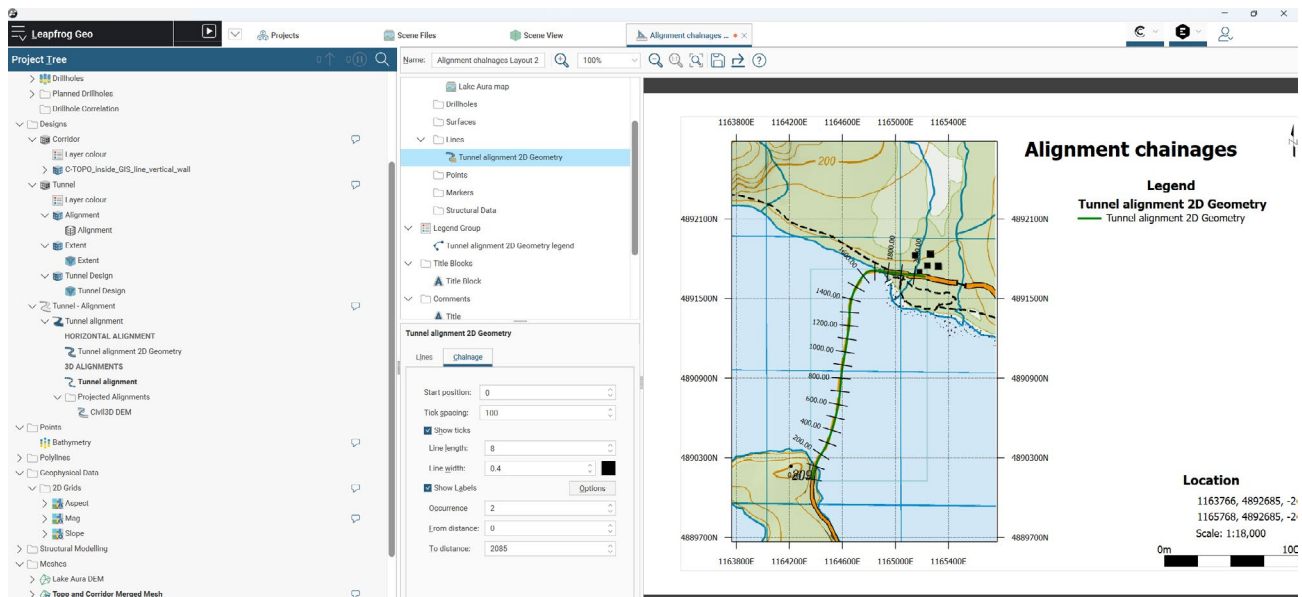 Leapfrog Geo
Projects
Scene Files
Scene View
Alignment chainages ...
Project Tree
Drillholes
Planned Drillholes
Drillhole Correlation
Designs
Corridor
Layer colour
C-TOPO_inside_GIS_line_vertical_wall
Tunnel
Layer colour
Alignment
Alignment
Extent
Extent
Tunnel Design
Tunnel Design
Tunnel - Alignment
Tunnel alignment
HORIZONTAL ALIGNMENT
Tunnel alignment 2D Geometry
3D ALIGNMENTS
Tunnel alignment
Projected Alignments
Civil3D DEM
Points
Bathymetry
Polylines
Geophysical Data
2D Grids
Aspect
Mag
Slope
Structural Modelling
Meshes
Lake Aura DEM
Topo and Corridor Merged Mesh
Name: Alignment chainages Layout 2 100%
Lake Aura map
Drillholes
Surfaces
Lines
Tunnel alignment 2D Geometry
Points
Markers
Structural Data
Legend Group
Tunnel alignment 2D Geometry legend
Title Blocks
Title Block
Comments
Title
Tunnel alignment 2D Geometry
Lines Chainage
Start position: 0
Tick spacing: 100
Show ticks
Line length: 8
Line width: 0.4
Show Labels Options
Occurrence 2
From distance: 0
To distance: 2085
1163800E 1164200E 1164600E 1165000E 1165400E
4892100N 4892100N
4891500N 4891500N
4890900N 4890900N
4890300N 4890300N
4889700N 4889700N
1163800E 1164200E 1164600E 1165000E 1165400E
200
1800.00
1600.00
1400.00
1200.00
1000.00
800.00
600.00
400.00
200.00
209
Alignment chainages
Legend
Tunnel alignment 2D Geometry
Tunnel alignment 2D Geometry
Location
1163766, 4892685, -2
1165768, 4892685, -2
Scale: 1:18,000
0m 100